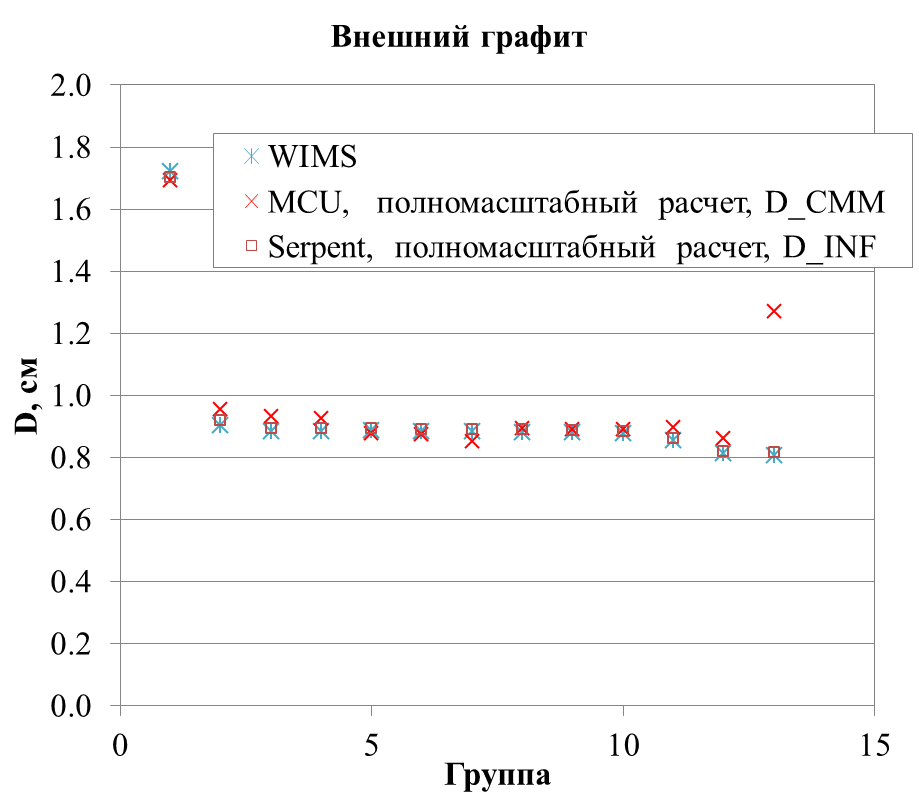 Внешний графит
2.0
1.8
1.6
1.4
1.2
1.0
0.8
0.6
0.4
0.2
0.0
D, см
WIMS
MCU, полномасштабный расчет, D_CMM
Serpent, полномасштабный расчет, D_INF
0 5 10 15
Группа